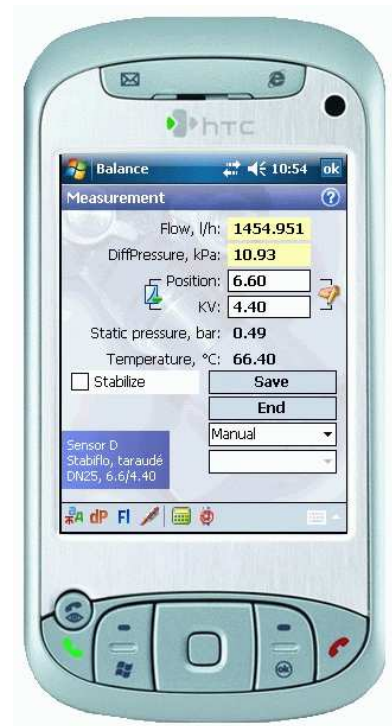 htc
Balance 10:54 ok
Measurement ?
Flow, l/h: 1454.951
DiffPressure, kPa: 10.93
Position: 6.60
KV: 4.40
Static pressure, bar: 0.49
Temperature, °C: 66.40
Stabilize Save
End
Manual
Sensor D
Stabiflo, taraudé
DN25, 6.6/4.40
dP Fl
ok